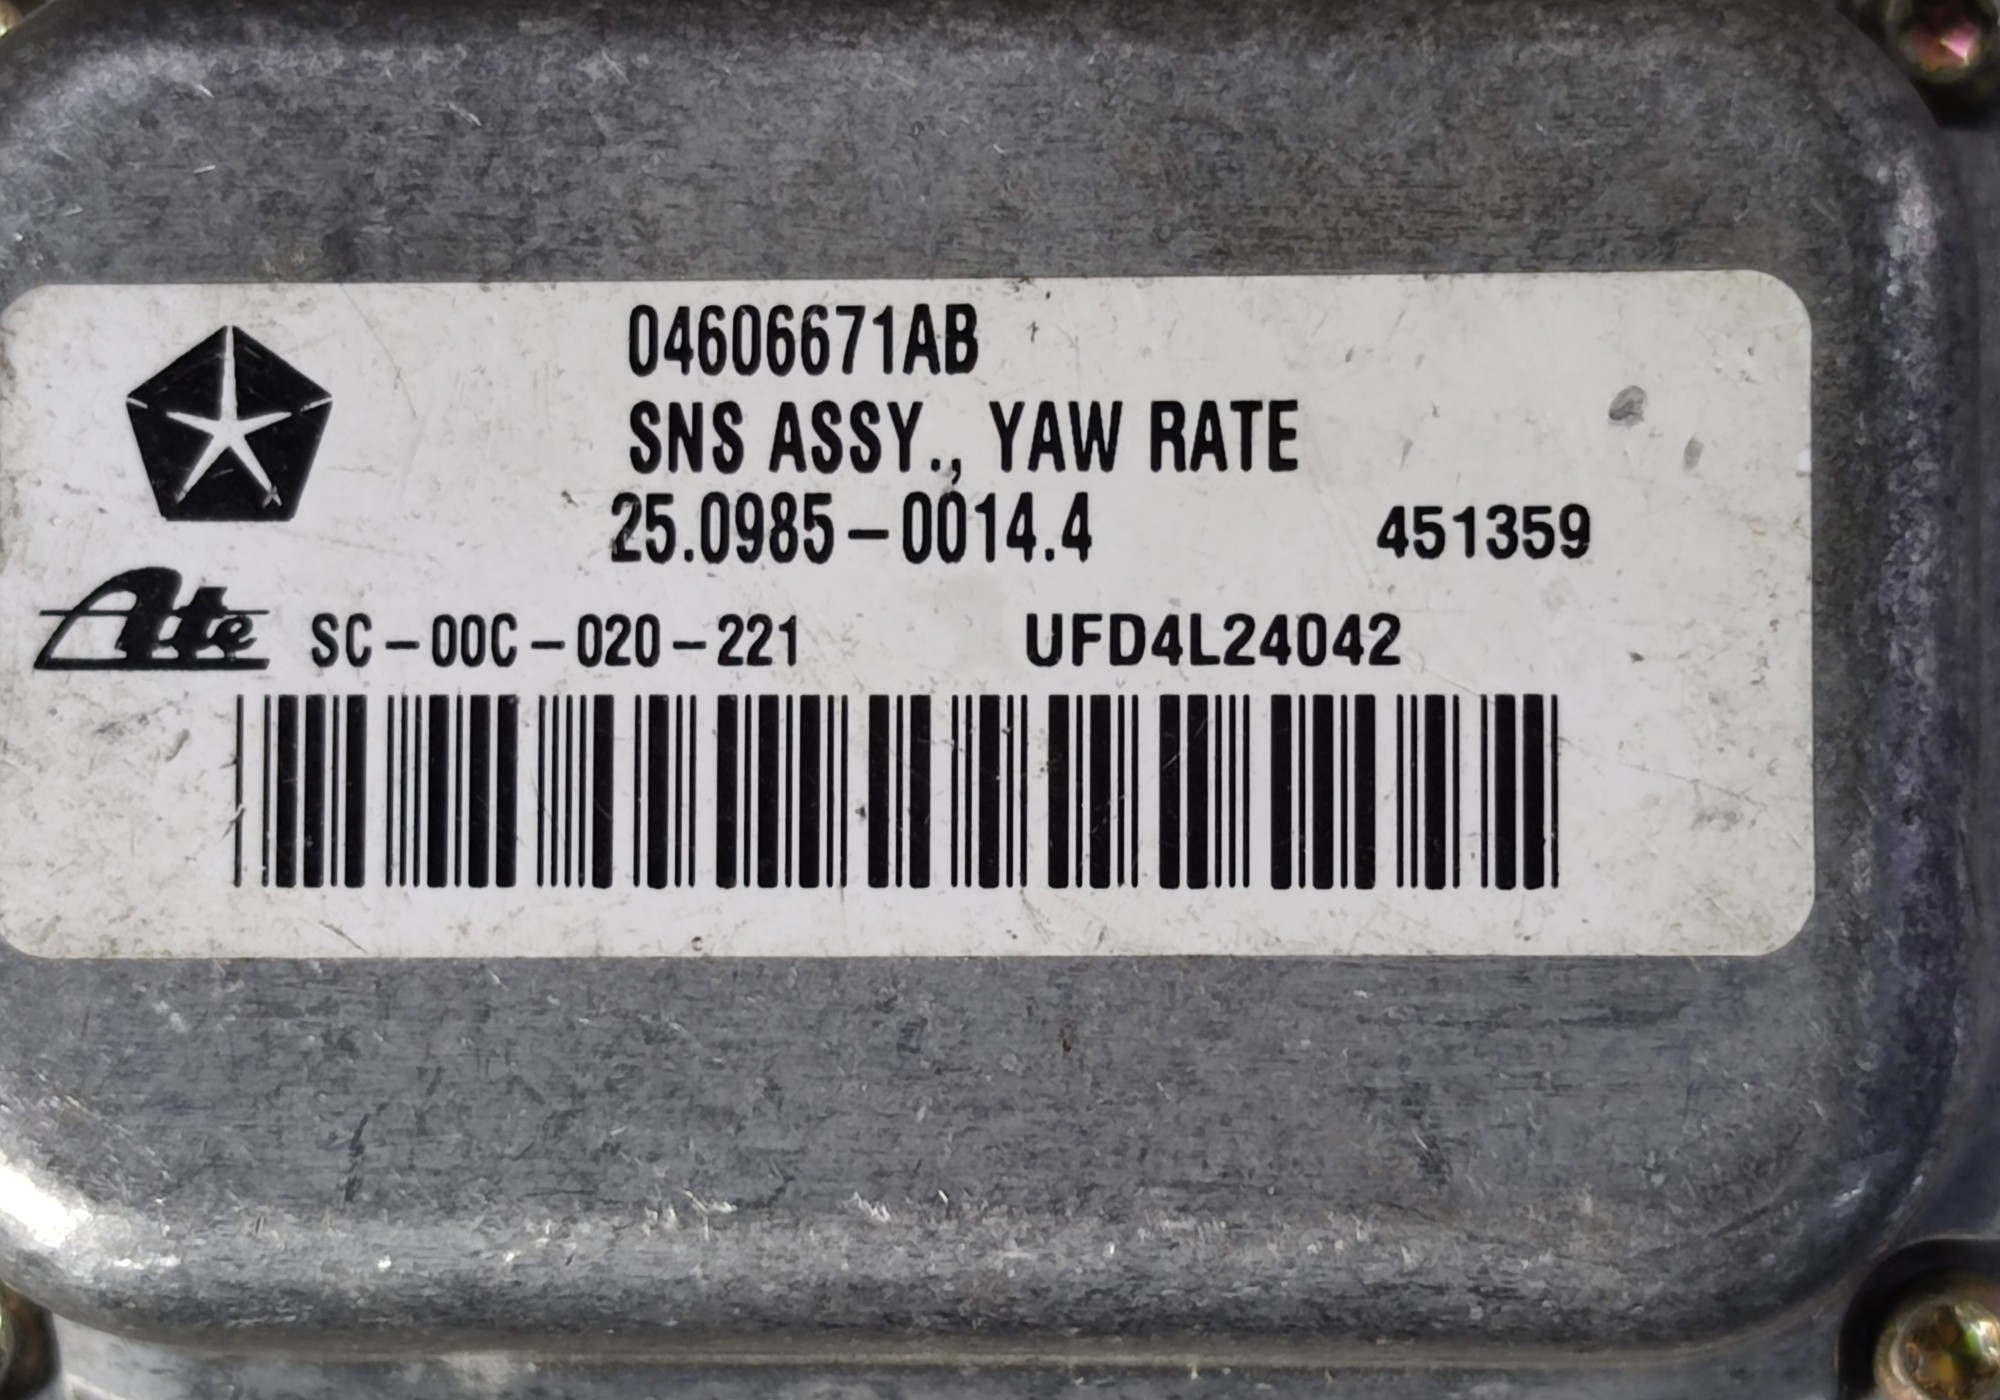 04606671AB
SNS ASSY., YAW RATE
25.0985-0014.4 451359
Ate SC-00C-020-221 UFD4L24042